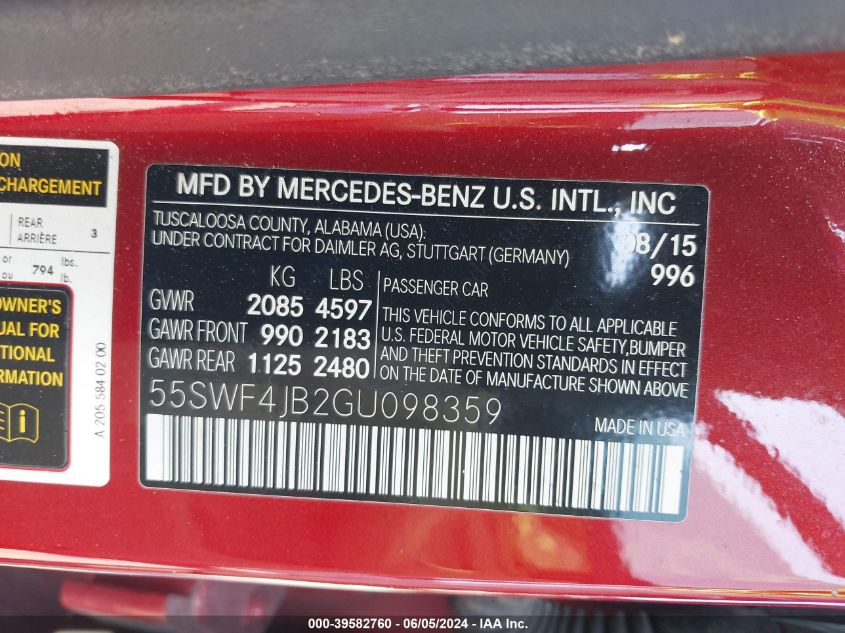 ON
CHARGEMENT
REAR
ARRIÈRE 3
or 794 lbs.
ou lb.
OWNER'S
UAL FOR
TIONAL
ORMATION
A 205 584 02 00
MFD BY MERCEDES-BENZ U.S. INTL., INC
TUSCALOOSA COUNTY, ALABAMA (USA).
UNDER CONTRACT FOR DAIMLER AG, STUTTGART (GERMANY)
08/15
996
KG LBS
GVWR 2085 4597
GAWR FRONT 990 2183
GAWR REAR 1125 2480
PASSENGER CAR
THIS VEHICLE CONFORMS TO ALL APPLICABLE
U.S. FEDERAL MOTOR VEHICLE SAFETY,BUMPER
AND THEFT PREVENTION STANDARDS IN EFFECT
ON THE DATE OF MANUFACTURE SHOWN ABOVE
55SWF4JB2GU098359
MADE IN USA
000-39582760 - 06/05/2024 - IAA Inc.